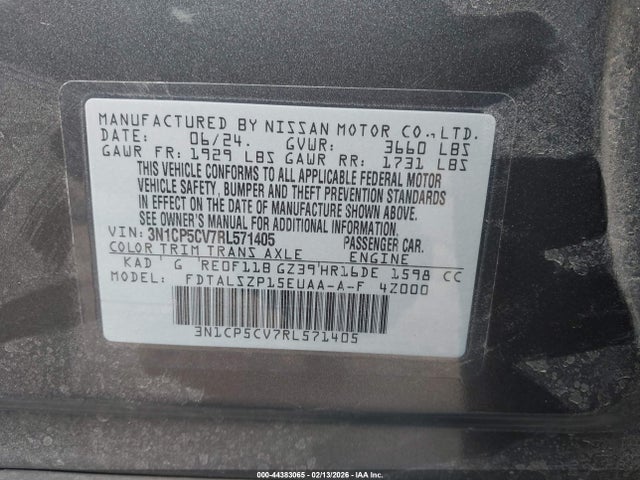 MANUFACTURED BY NISSAN MOTOR CO.,LTD.
DATE: 06/24. GVWR: 3660 LBS
GAWR FR: 1929 LBS GAWR RR: 1731 LBS
THIS VEHICLE CONFORMS TO ALL APPLICABLE FEDERAL MOTOR
VEHICLE SAFETY, BUMPER AND THEFT PREVENTION STANDARDS
IN EFFECT ON THE DATE OF MANUFACTURE SHOWN ABOVE.
SEE OWNER'S MANUAL FOR ADDITIONAL INFORMATION.
VIN: 3N1CP5CV7RL571405 PASSENGER CAR.
COLOR TRIM TRANS AXLE ENGINE
KAD G RE0F11B GZ39 HR16DE 1598 CC
MODEL: FDTALSZP15EUAA-A-F 4Z000
3N1CP5CV7RL571405
000-44383065 - 02/13/2026 - IAA Inc.